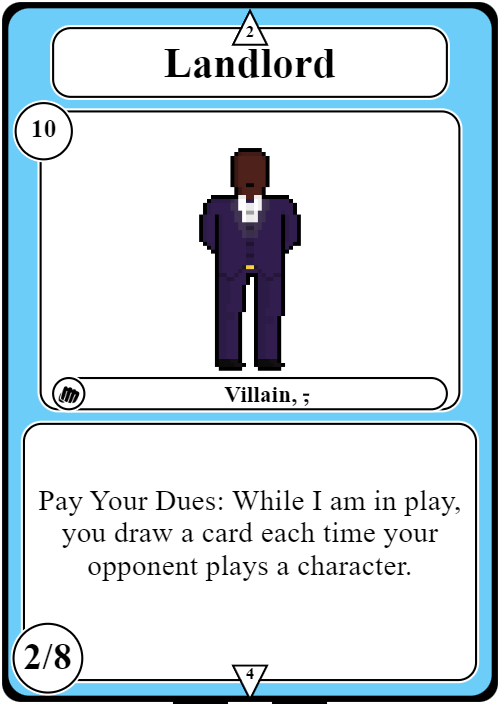 2
Landlord
10
Villain, ;
Pay Your Dues: While I am in play,
you draw a card each time your
opponent plays a character.
2/8
4